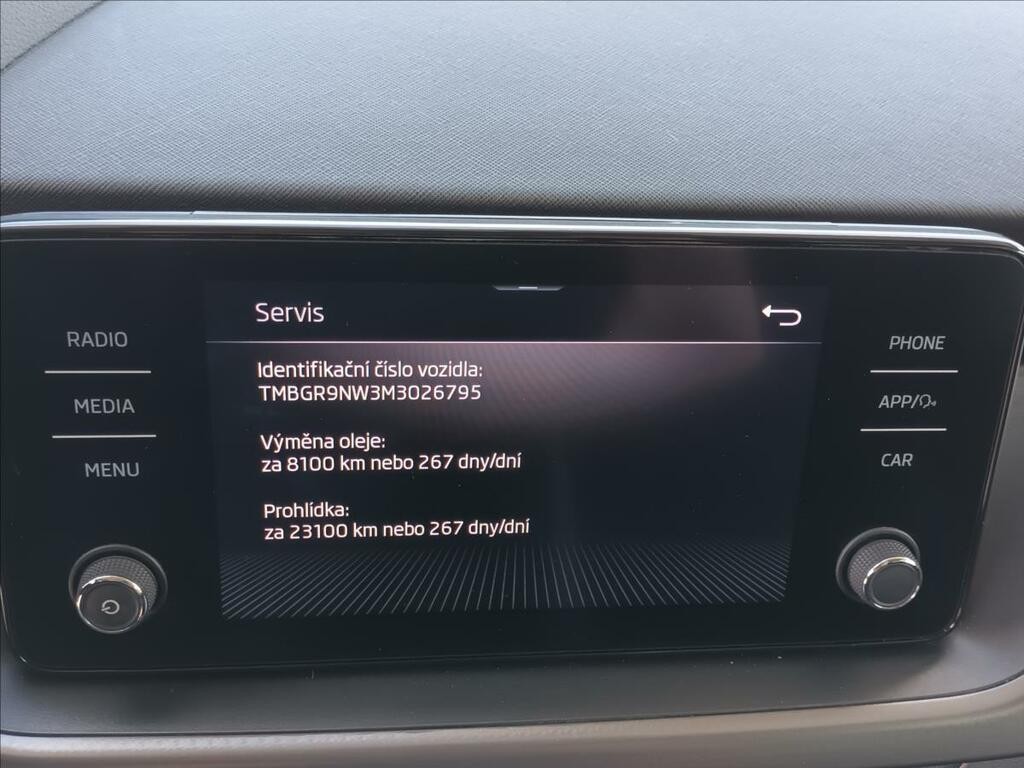 Servis
RADIO
MEDIA
MENU
Identifikační číslo vozidla:
TMBGR9NW3M3026795
Výměna oleje:
za 8100 km nebo 267 dny/dní
Prohlídka:
za 23100 km nebo 267 dny/dní
PHONE
APP/
CAR